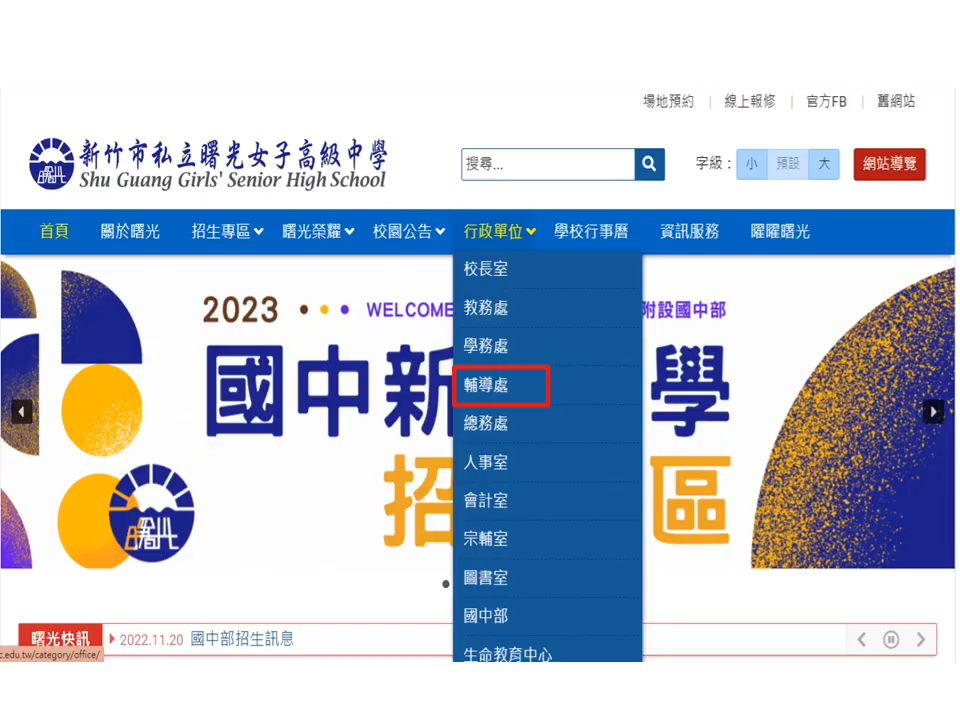 場地預約 | 線上報修 | 官方FB | 舊網站
新竹市私立曙光女子高級中學
Shu Guang Girls' Senior High School
搜尋...
字級： 小 預設 大
網站導覽
首頁 關於曙光 招生專區 曙光榮耀 校園公告 行政單位 學校行事曆 資訊服務 曜曜曙光
校長室
教務處
學務處
輔導處
總務處
人事室
會計室
宗輔室
圖書室
國中部
生命教育中心
2023 WELCOME 附設國中部
國中新 學
招 區
曙光
曙光快訊 2022.11.20 國中部招生訊息
c.edu.tw/category/office/